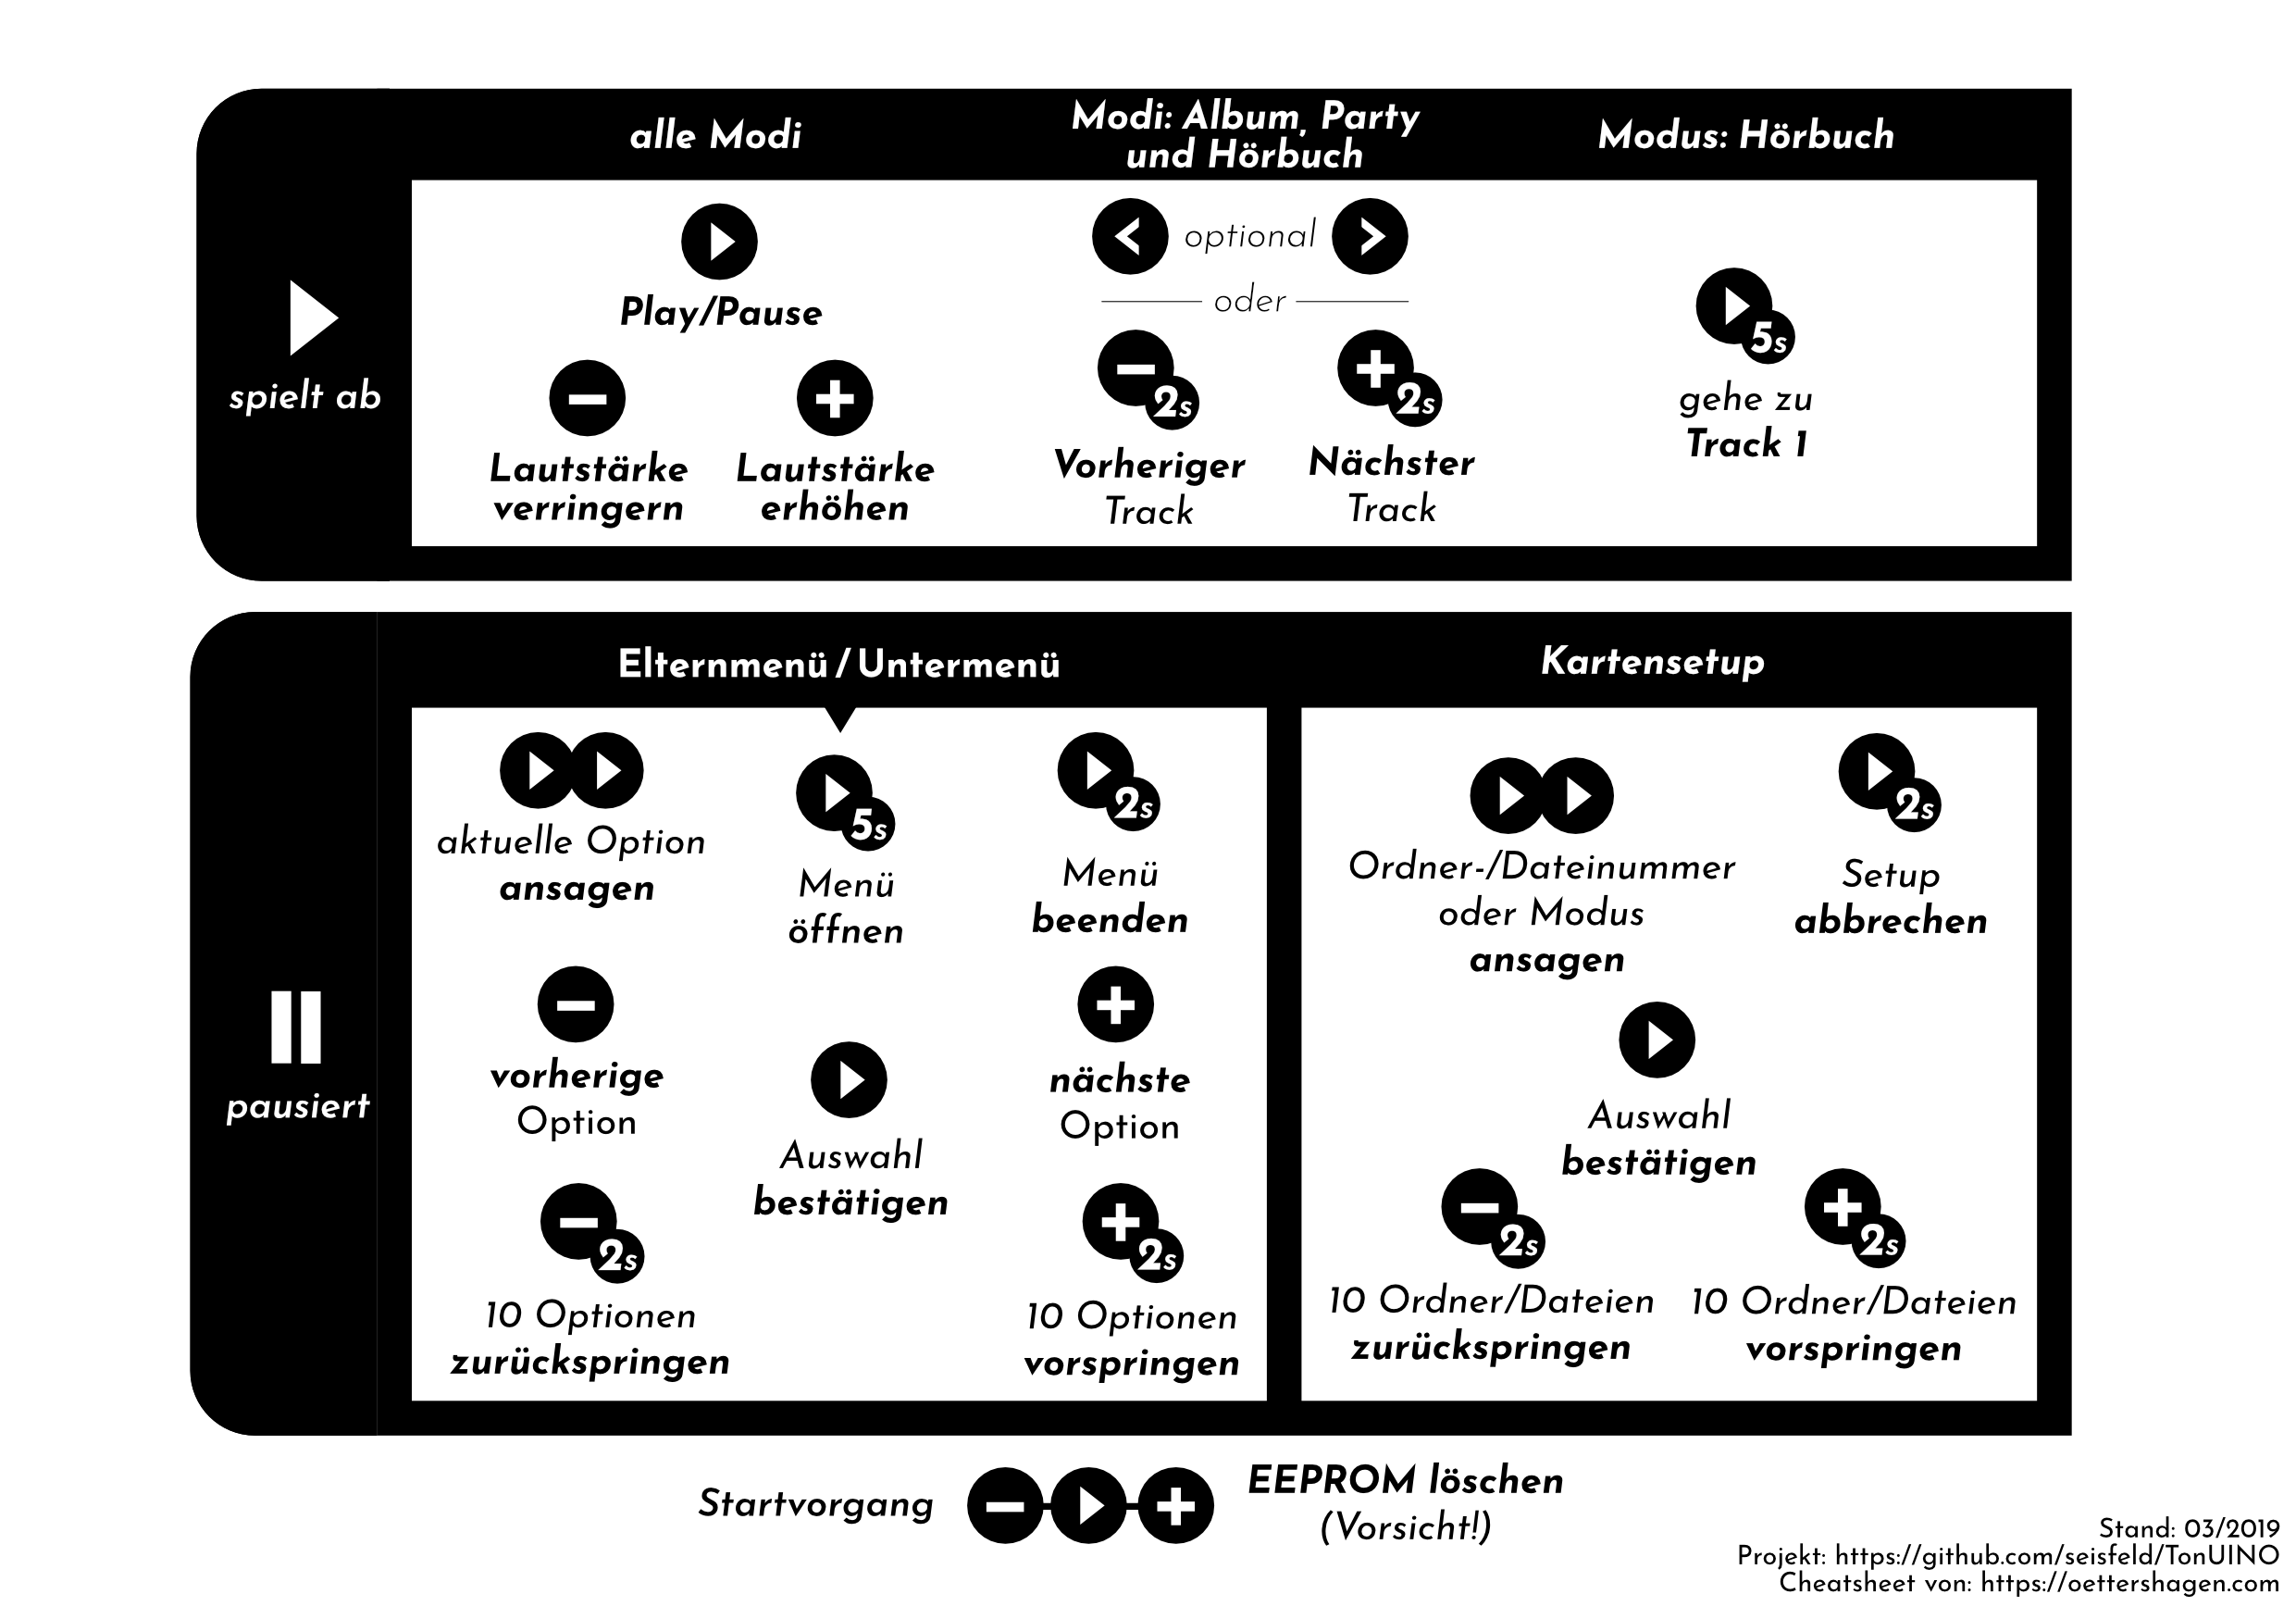 alle Modi
Modi: Album, Party
und Hörbuch
Modus: Hörbuch
spielt ab
Play/Pause
Lautstärke
verringern
Lautstärke
erhöhen
optional
oder
2s
Vorheriger
Track
2s
Nächster
Track
5s
gehe zu
Track 1
pausiert
Elternmenü / Untermenü
aktuelle Option
ansagen
5s
Menü
öffnen
2s
Menü
beenden
vorherige
Option
Auswahl
bestätigen
nächste
Option
2s
10 Optionen
zurückspringen
2s
10 Optionen
vorspringen
Kartensetup
Ordner-/Dateinummer
oder Modus
ansagen
2s
Setup
abbrechen
Auswahl
bestätigen
2s
10 Ordner/Dateien
zurückspringen
2s
10 Ordner/Dateien
vorspringen
Startvorgang
EEPROM löschen
(Vorsicht!)
Stand: 03/2019
Projekt: https://github.com/seisfeld/TonUINO
Cheatsheet von: https://oettershagen.com